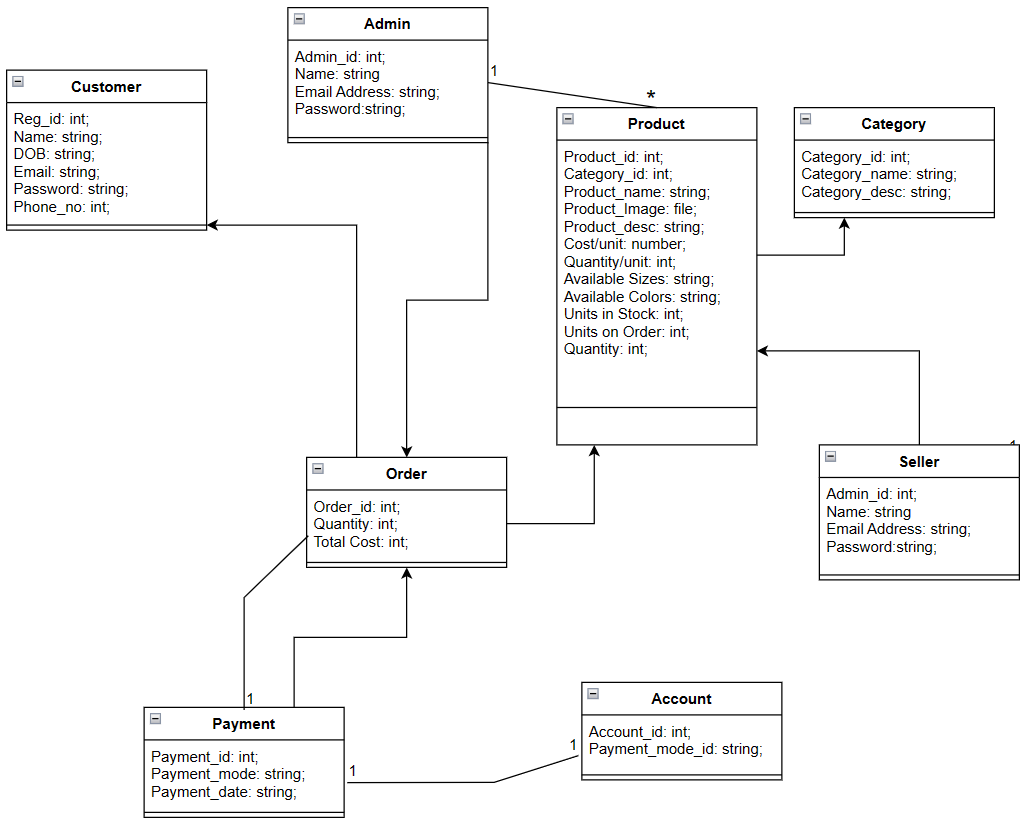 Admin
Admin_id: int;
Name: string
Email Address: string;
Password:string;
1
*
Customer
Reg_id: int;
Name: string;
DOB: string;
Email: string;
Password: string;
Phone_no: int;
Product
Product_id: int;
Category_id: int;
Product_name: string;
Product_Image: file;
Product_desc: string;
Cost/unit: number;
Quantity/unit: int;
Available Sizes: string;
Available Colors: string;
Units in Stock: int;
Units on Order: int;
Quantity: int;
Category
Category_id: int;
Category_name: string;
Category_desc: string;
1
Seller
Admin_id: int;
Name: string
Email Address: string;
Password:string;
Order
Order_id: int;
Quantity: int;
Total Cost: int;
1
Payment
Payment_id: int;
Payment_mode: string;
Payment_date: string;
1
1
Account
Account_id: int;
Payment_mode_id: string;